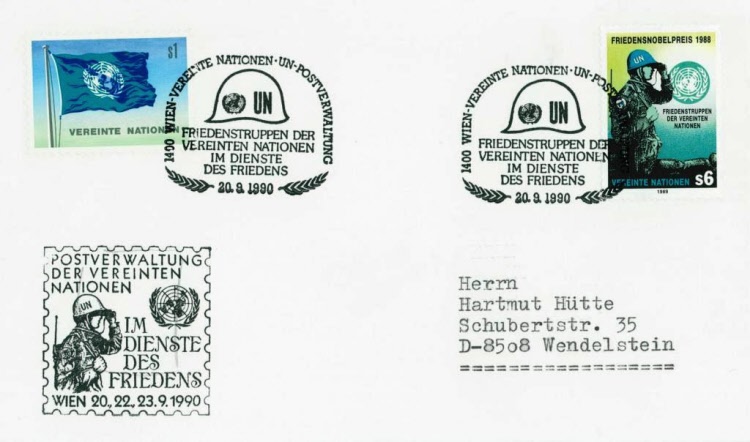 s1
VEREINTE NATIONEN
1400 WIEN-VEREINTE NATIONEN·UN-POSTVERWALTUNG
UN
FRIEDENSTRUPPEN DER
VEREINTEN NATIONEN
IM DIENSTE
DES FRIEDENS
20.9.1990
1400 WIEN-VEREINTE NATIONEN·UN-POST
UN
FRIEDENSTRUPPEN DER
VEREINTEN NATIONEN
IM DIENSTE
DES FRIEDENS
20.9.1990
FRIEDENSNOBELPREIS 1988
FRIEDENSTRUPPEN
DER VEREINTEN
NATIONEN
VEREINTE NATIONEN s6
1989
POSTVERWALTUNG
DER VEREINTEN
NATIONEN
UN
IM
DIENSTE
DES
FRIEDENS
WIEN 20.,22.,23.9.1990
Herrn
Hartmut Hütte
Schubertstr. 35
D-8508 Wendelstein
====================